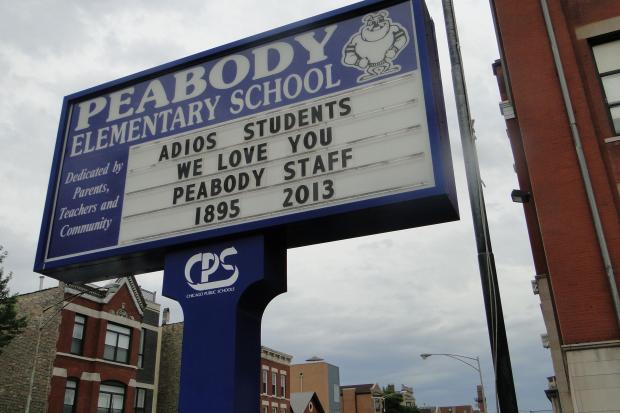 PEABODY
ELEMENTARY SCHOOL
Dedicated by
Parents,
Teachers and
Community
ADIOS STUDENTS
WE LOVE YOU
PEABODY STAFF
1895 2013
CPS
CHICAGO PUBLIC SCHOOLS